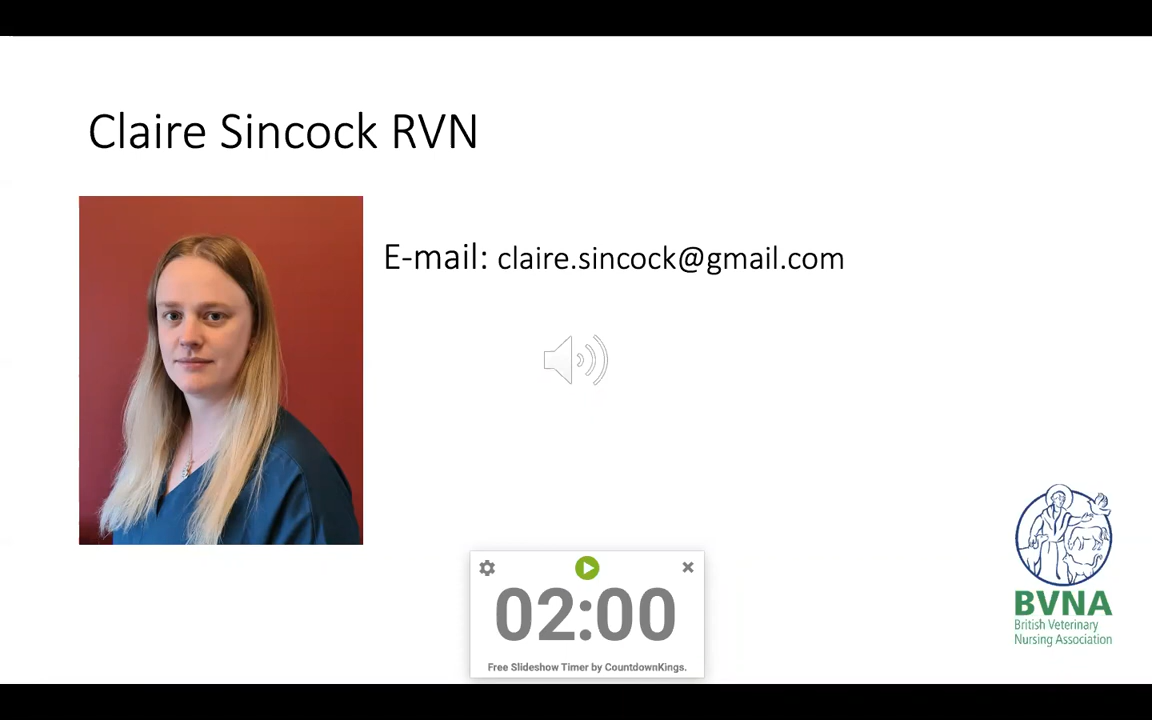 Claire Sincock RVN
E-mail: claire.sincock@gmail.com
02:00
Free Slideshow Timer by CountdownKings.
BVNA
British Veterinary
Nursing Association